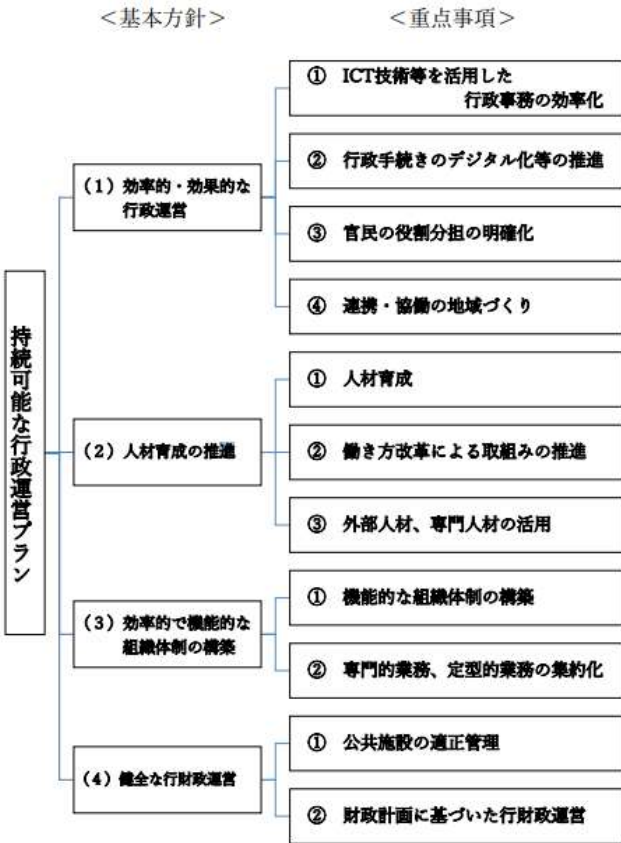 ＜基本方針＞
＜重点事項＞
持続可能な行政運営プラン
（1）効率的・効果的な
行政運営
① ICT技術等を活用した
行政事務の効率化
② 行政手続きのデジタル化等の推進
③ 官民の役割分担の明確化
④ 連携・協働の地域づくり
（2）人材育成の推進
① 人材育成
② 働き方改革による取組みの推進
③ 外部人材、専門人材の活用
（3）効率的で機能的な
組織体制の構築
① 機能的な組織体制の構築
② 専門的業務、定型的業務の集約化
（4）健全な行財政運営
① 公共施設の適正管理
② 財政計画に基づいた行財政運営